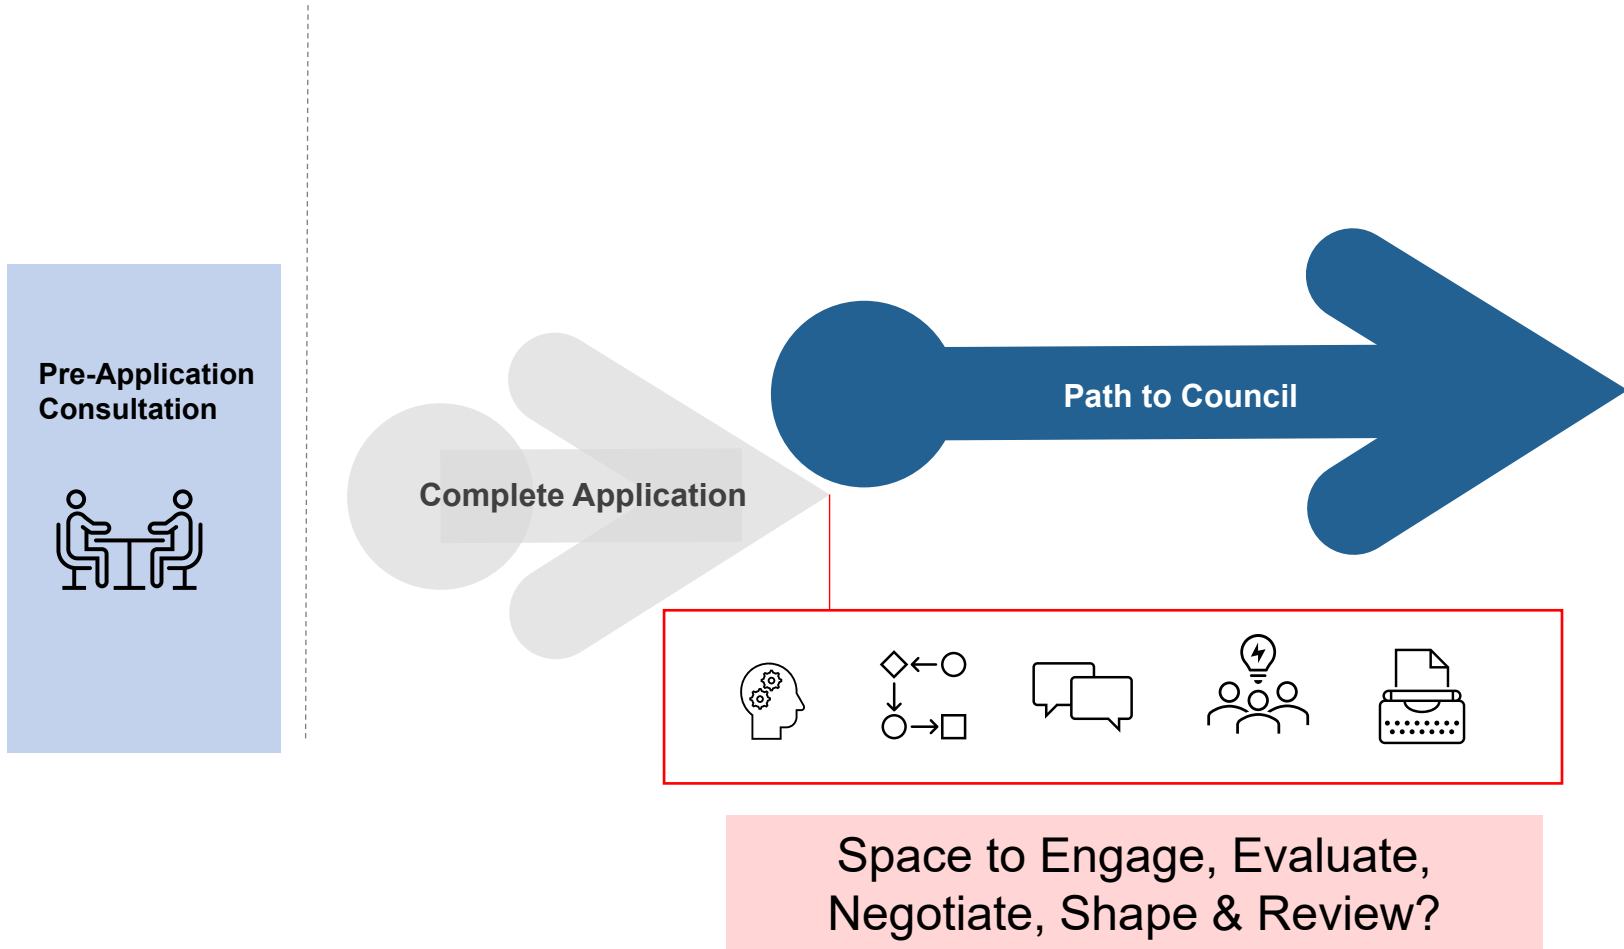 Pre-Application
Consultation
Complete Application
Path to Council
Space to Engage, Evaluate,
Negotiate, Shape & Review?